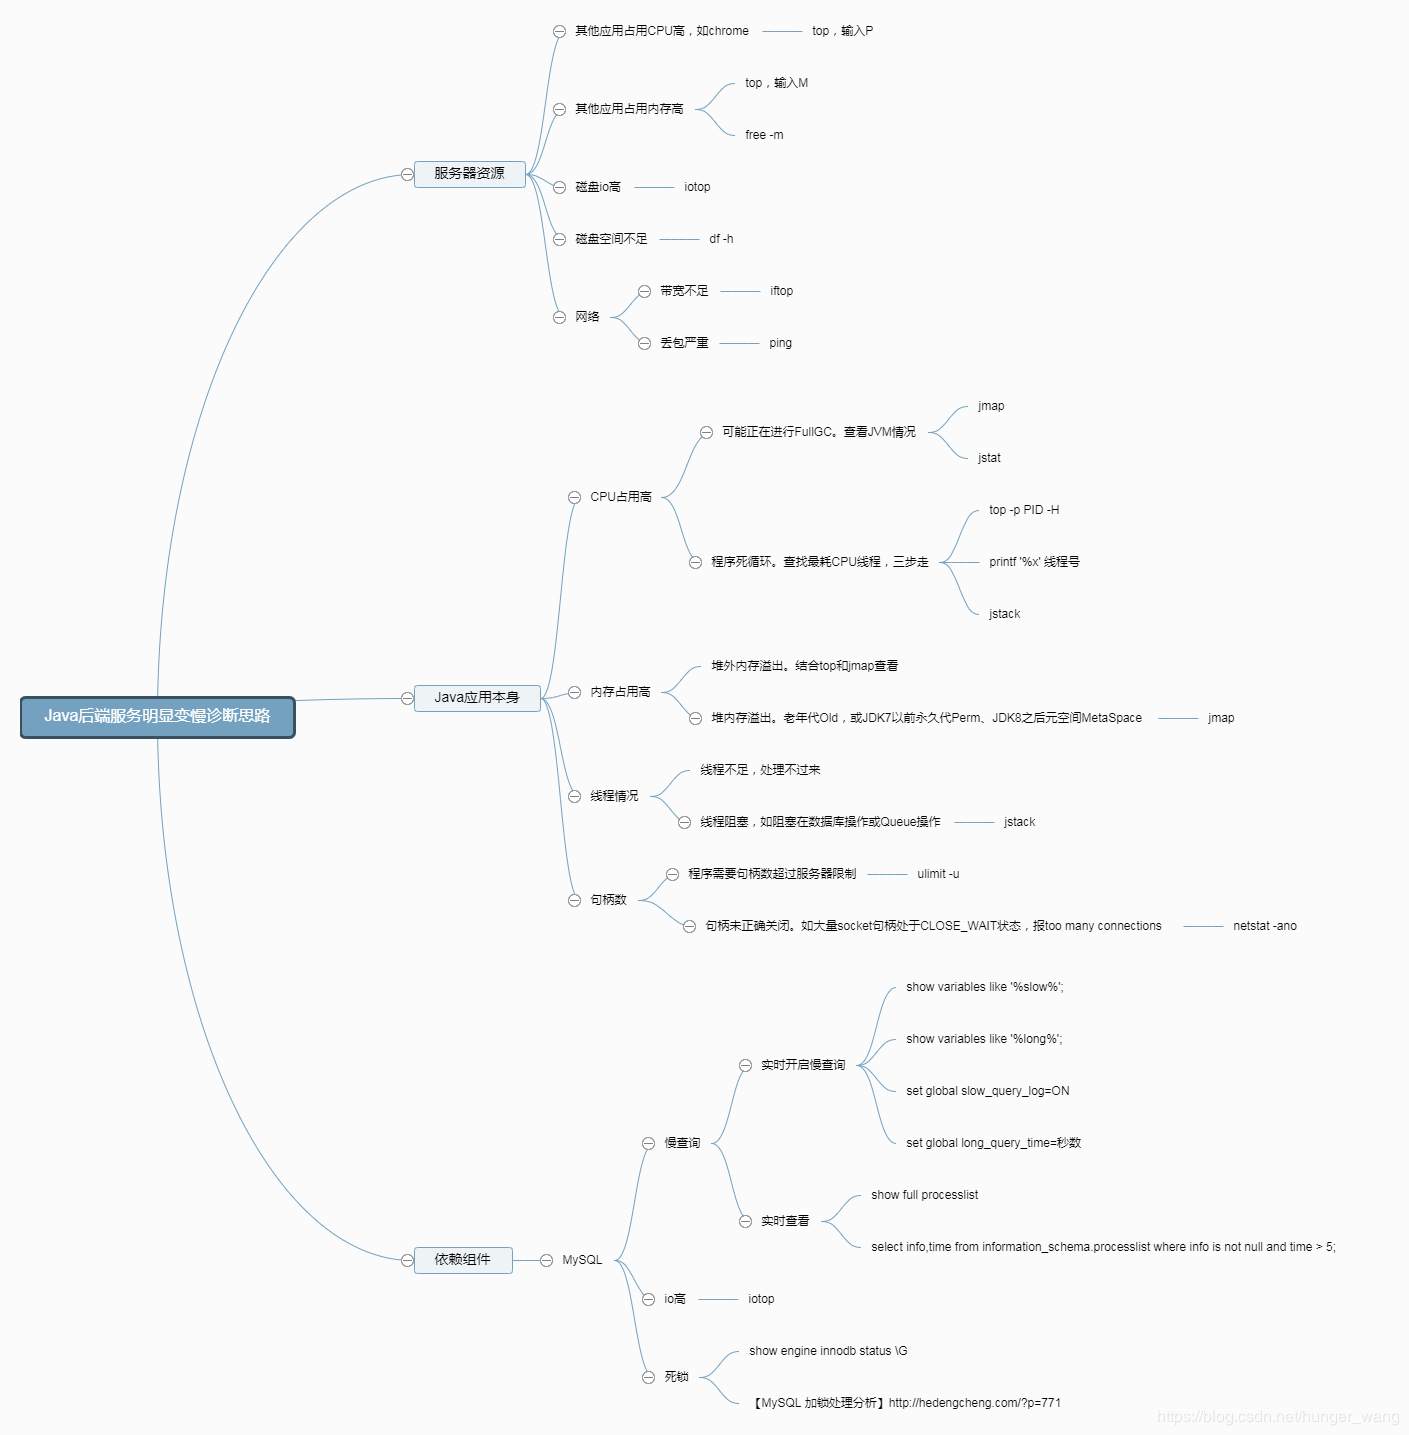 其他应用占用CPU高，如chrome
top，输入P
其他应用占用内存高
top，输入M
free -m
服务器资源
磁盘io高
iotop
磁盘空间不足
df -h
网络
带宽不足
iftop
丢包严重
ping
Java后端服务明显变慢诊断思路
Java应用本身
CPU占用高
可能正在进行FullGC。查看JVM情况
jmap
jstat
程序死循环。查找最耗CPU线程，三步走
top -p PID -H
printf '%x' 线程号
jstack
内存占用高
堆外内存溢出。结合top和jmap查看
堆内存溢出。老年代Old，或JDK7以前永久代Perm、JDK8之后元空间MetaSpace
jmap
线程情况
线程不足，处理不过来
线程阻塞，如阻塞在数据库操作或Queue操作
jstack
句柄数
程序需要句柄数超过服务器限制
ulimit -u
句柄未正确关闭。如大量socket句柄处于CLOSE_WAIT状态，报too many connections
netstat -ano
依赖组件
MySQL
慢查询
实时开启慢查询
show variables like '%slow%';
show variables like '%long%';
set global slow_query_log=ON
set global long_query_time=秒数
实时查看
show full processlist
select info,time from information_schema.processlist where info is not null and time > 5;
io高
iotop
死锁
show engine innodb status \G
【MySQL 加锁处理分析】http://hedengcheng.com/?p=771
https://blog.csdn.net/hunger_wang